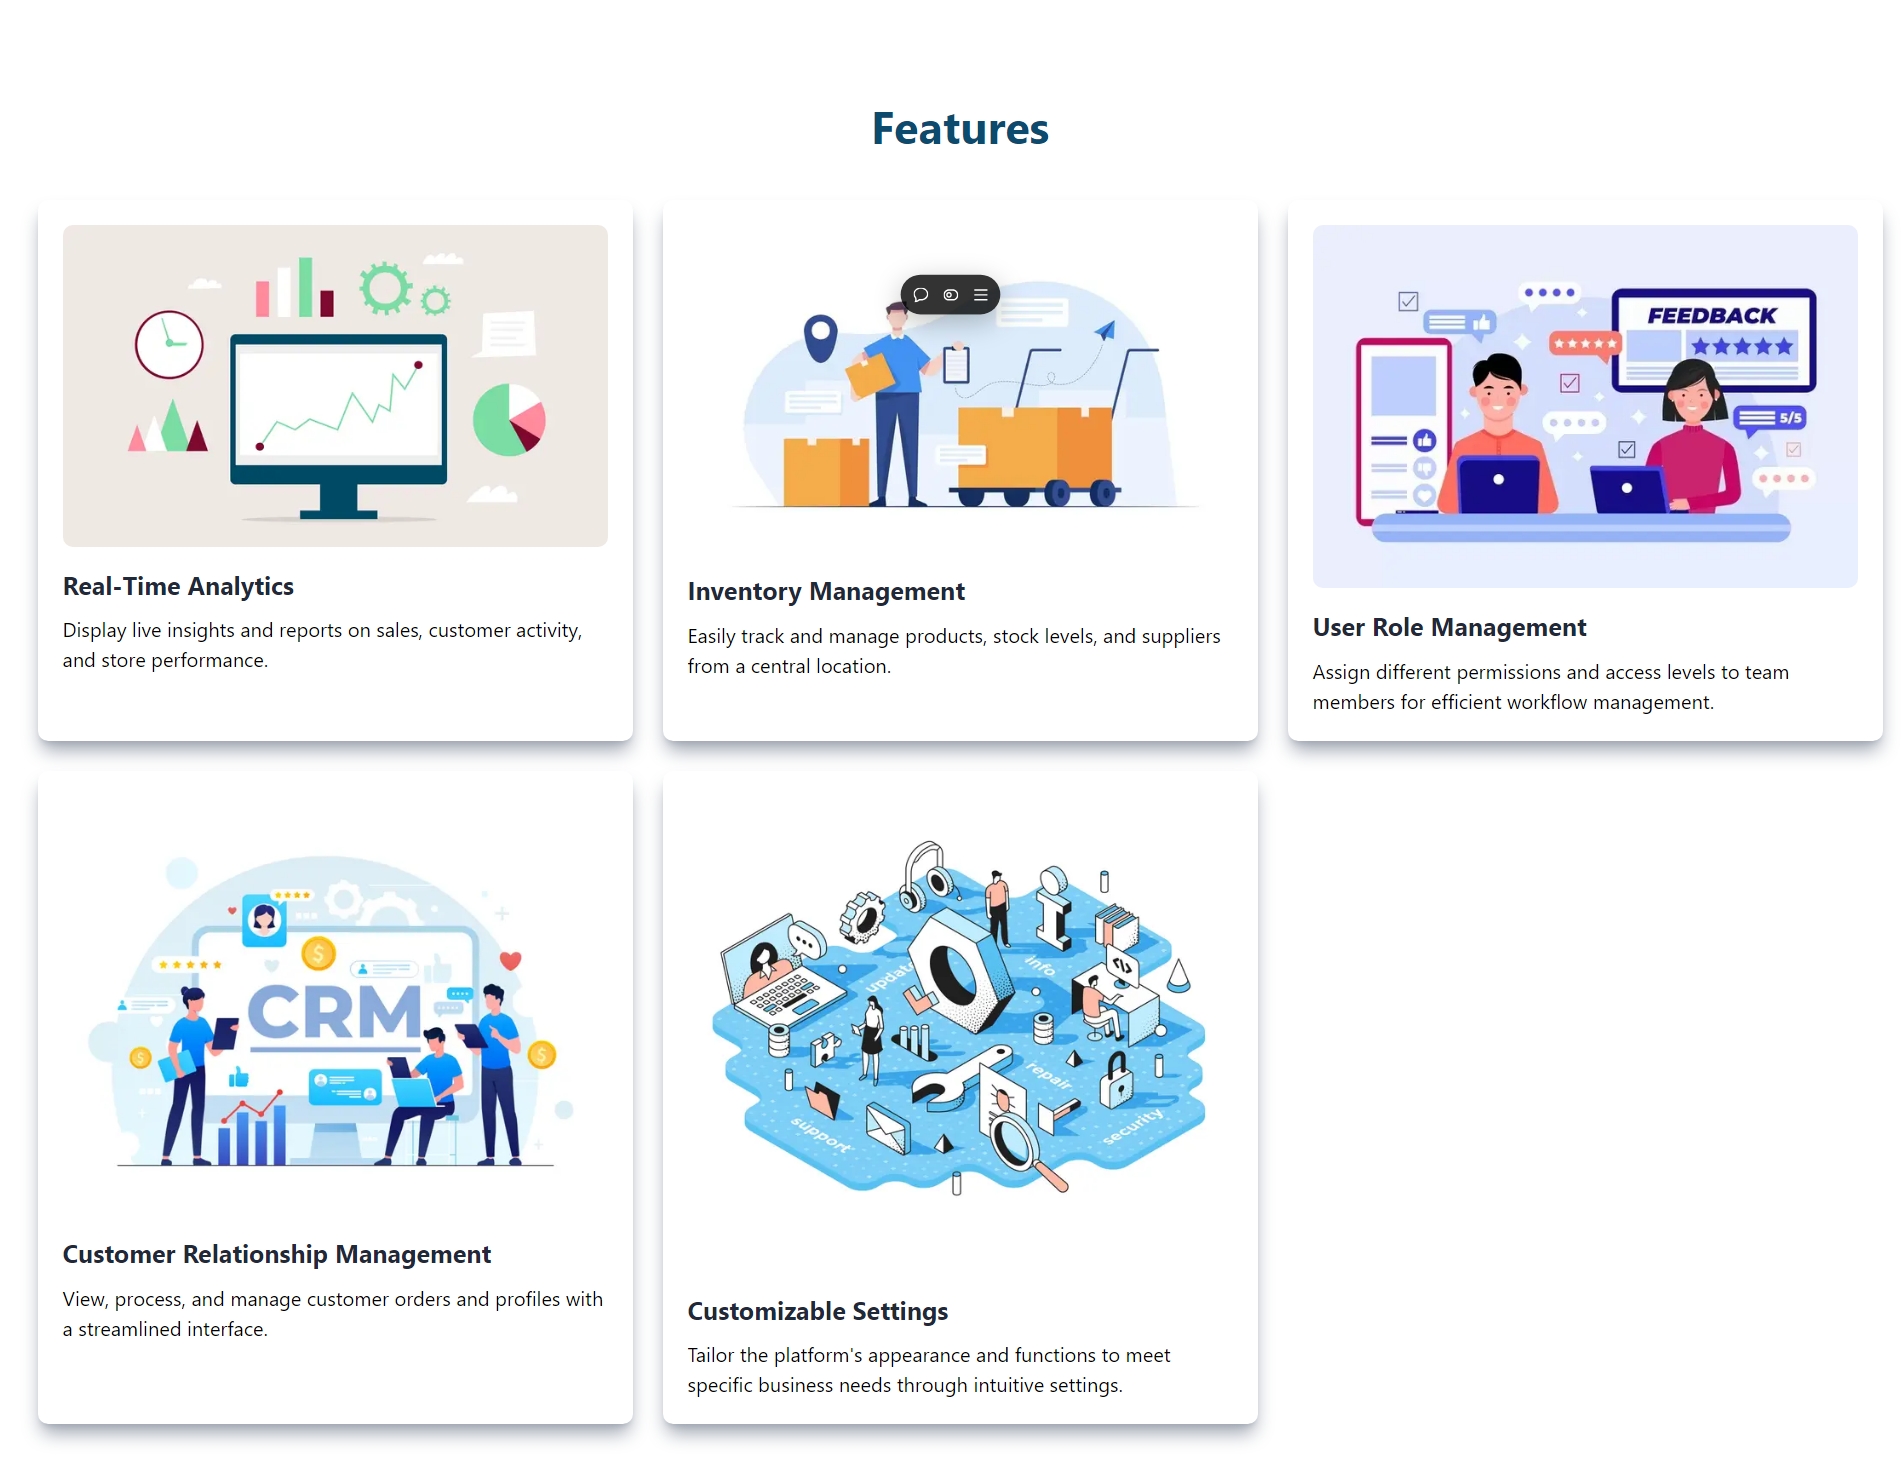 Features
FEEDBACK
5/5
Real-Time Analytics
Display live insights and reports on sales, customer activity,
and store performance.
Inventory Management
Easily track and manage products, stock levels, and suppliers
from a central location.
User Role Management
Assign different permissions and access levels to team
members for efficient workflow management.
CRM
update
info
repair
support
security
Customer Relationship Management
View, process, and manage customer orders and profiles with
a streamlined interface.
Customizable Settings
Tailor the platform's appearance and functions to meet
specific business needs through intuitive settings.